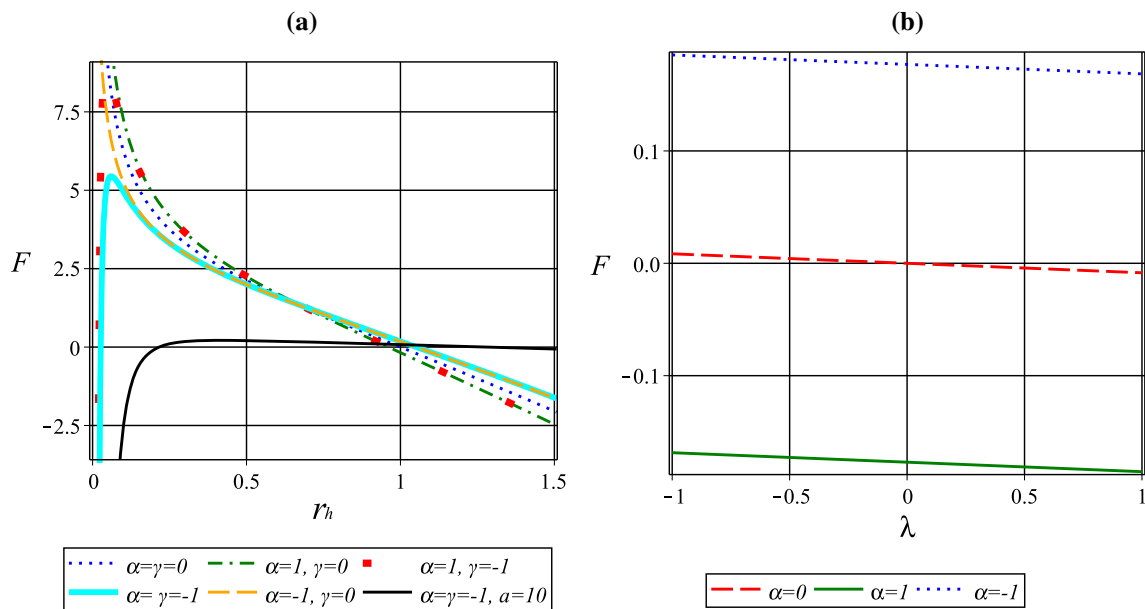 (a)
7.5
5
2.5
0
−2.5
F
0
0.5
1
1.5
r_h
α=γ=0
α=1, γ=0
α=1, γ=-1
α= γ=-1
α=-1, γ=0
α=γ=-1, a=10
(b)
0.1
0.0
−0.1
F
−1
−0.5
0
0.5
1
λ
α=0
α=1
α=-1